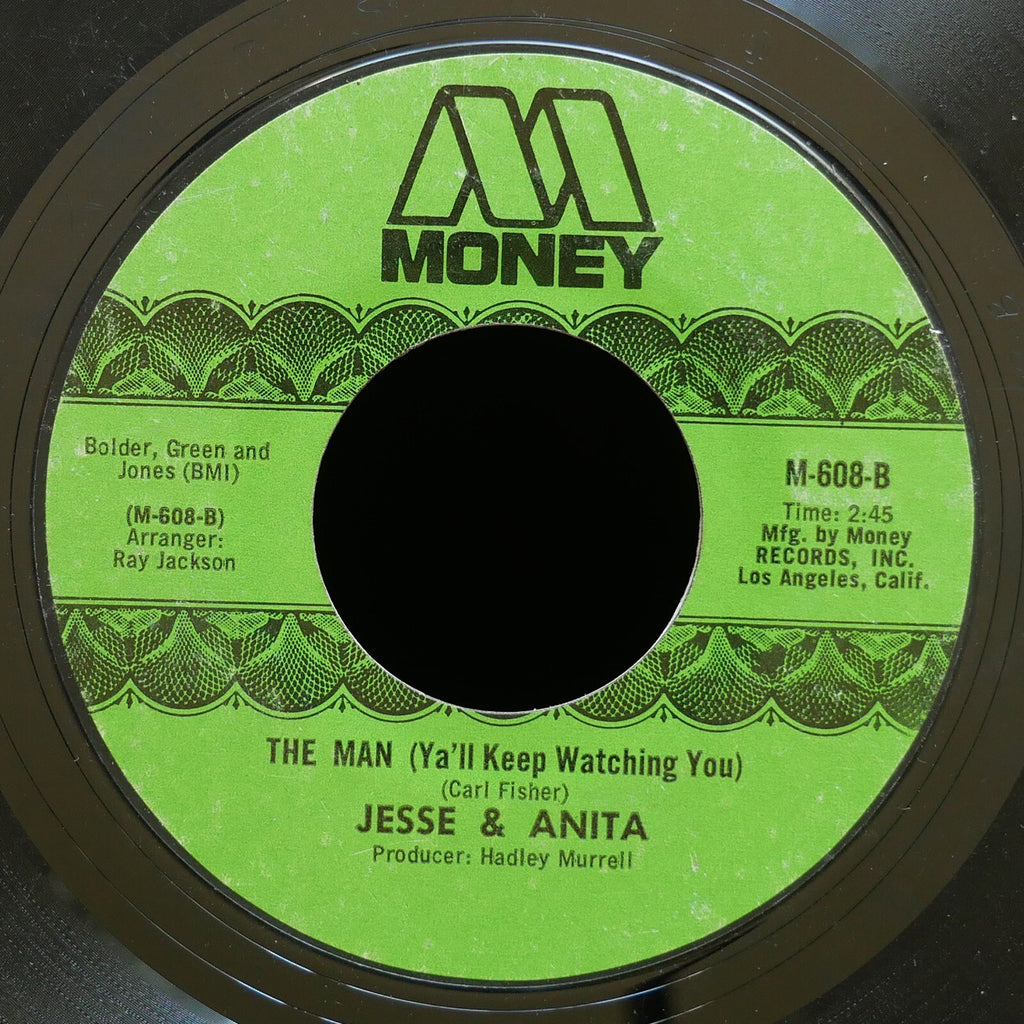 MONEY
Bolder, Green and
Jones (BMI)
(M-608-B)
Arranger:
Ray Jackson
M-608-B
Time: 2:45
Mfg. by Money
RECORDS, INC.
Los Angeles, Calif.
THE MAN (Ya'll Keep Watching You)
(Carl Fisher)
JESSE & ANITA
Producer: Hadley Murrell